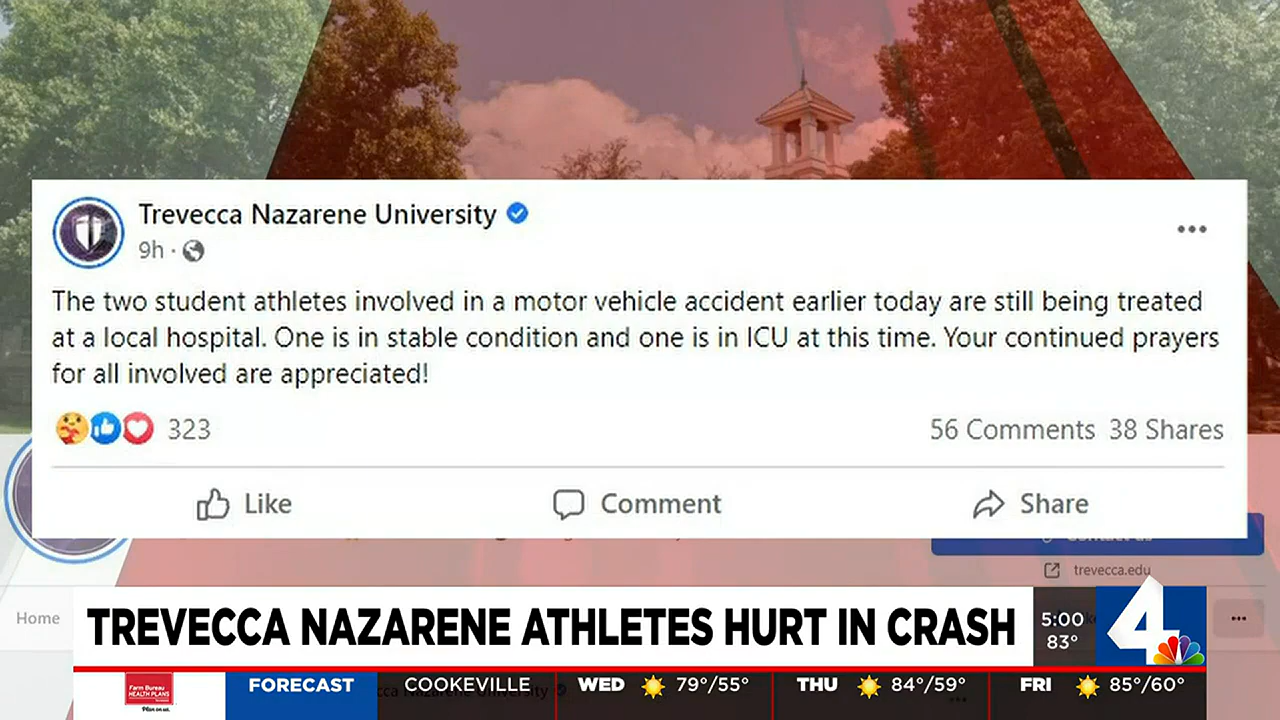 Trevecca Nazarene University
9h ·
The two student athletes involved in a motor vehicle accident earlier today are still being treated
at a local hospital. One is in stable condition and one is in ICU at this time. Your continued prayers
for all involved are appreciated!
323
56 Comments 38 Shares
Like
Comment
Share
trevecca.edu
Home
TREVECCA NAZARENE ATHLETES HURT IN CRASH
5:00
83°
4
Farm Bureau
HEALTH PLANS
Plan on us.
FORECAST
COOKEVILLE
WED 79°/55°
THU 84°/59°
FRI 85°/60°